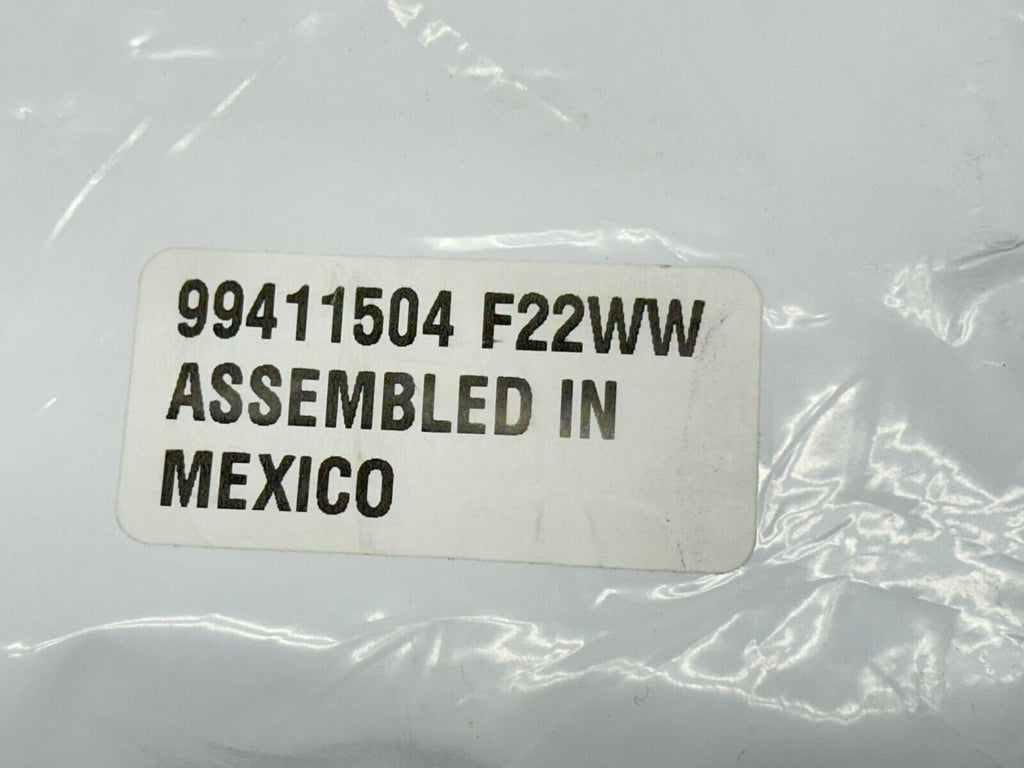 99411504 F22WW
ASSEMBLED IN
MEXICO